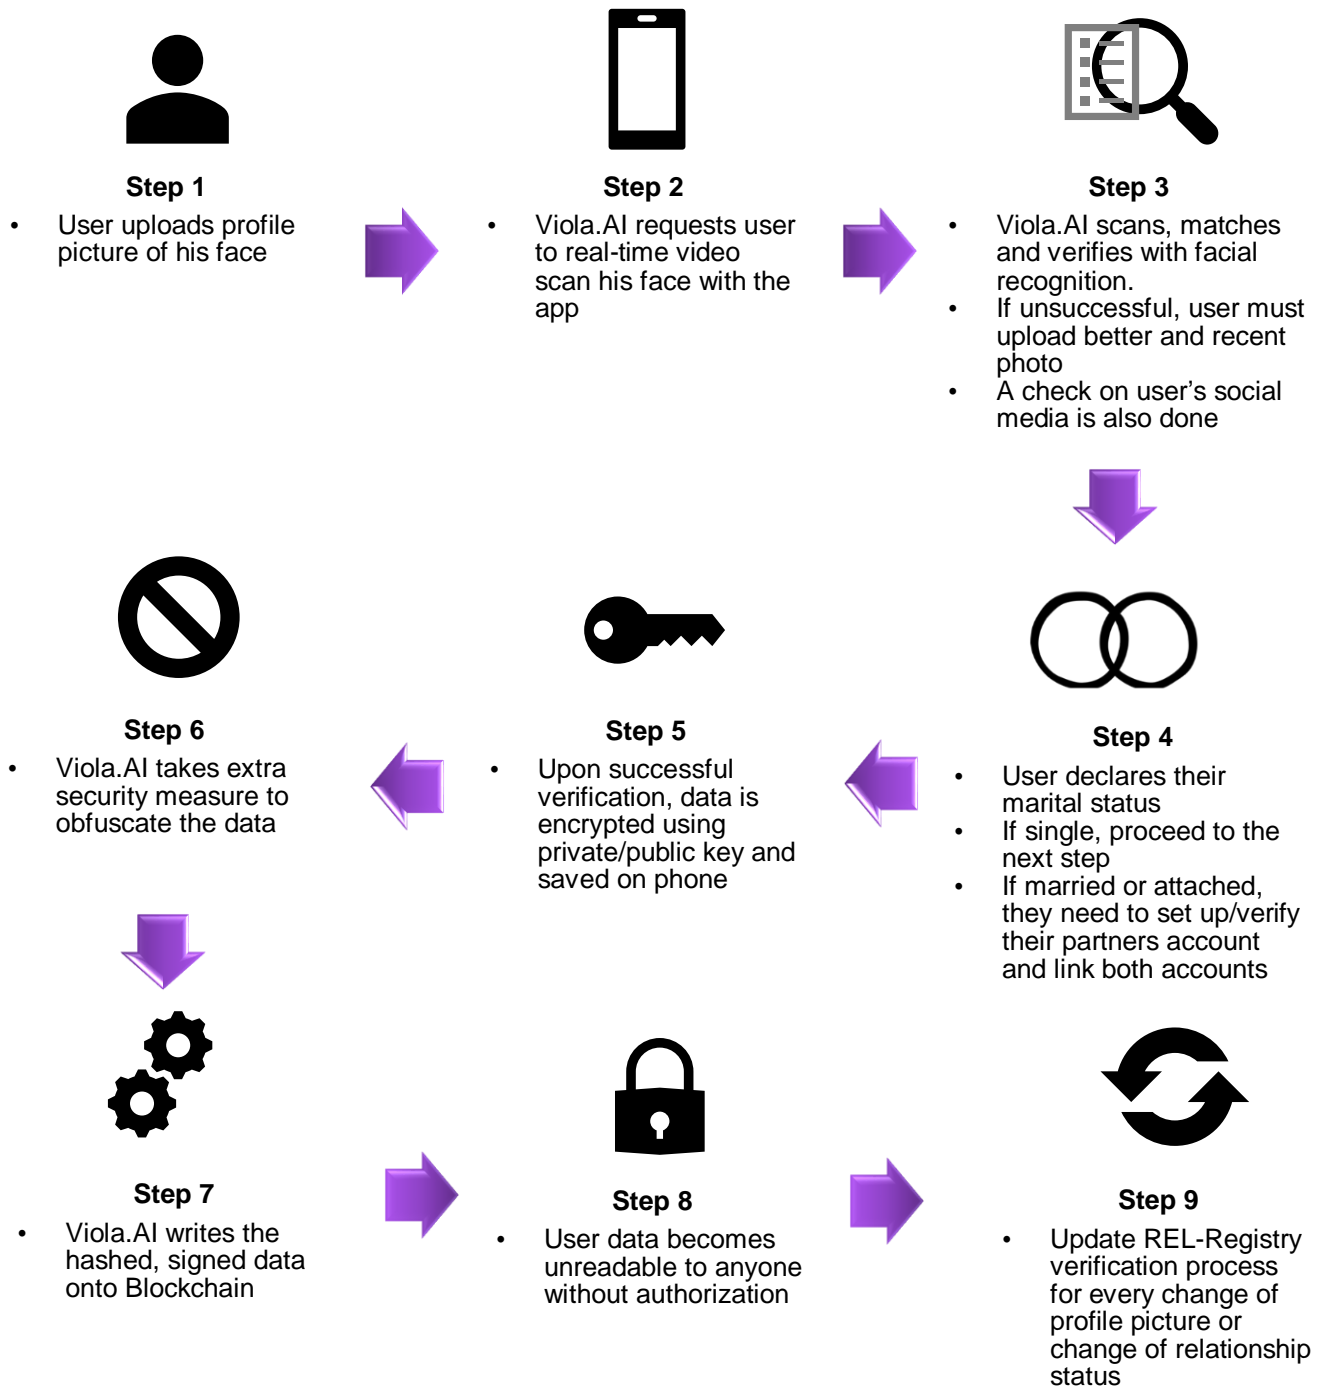 Step 1
• User uploads profile
picture of his face
Step 2
• Viola.AI requests user
to real-time video
scan his face with the
app
Step 3
• Viola.AI scans, matches
and verifies with facial
recognition.
• If unsuccessful, user must
upload better and recent
photo
• A check on user’s social
media is also done
Step 4
• User declares their
marital status
• If single, proceed to the
next step
• If married or attached,
they need to set up/verify
their partners account
and link both accounts
Step 5
• Upon successful
verification, data is
encrypted using
private/public key and
saved on phone
Step 6
• Viola.AI takes extra
security measure to
obfuscate the data
Step 7
• Viola.AI writes the
hashed, signed data
onto Blockchain
Step 8
• User data becomes
unreadable to anyone
without authorization
Step 9
• Update REL-Registry
verification process
for every change of
profile picture or
change of relationship
status